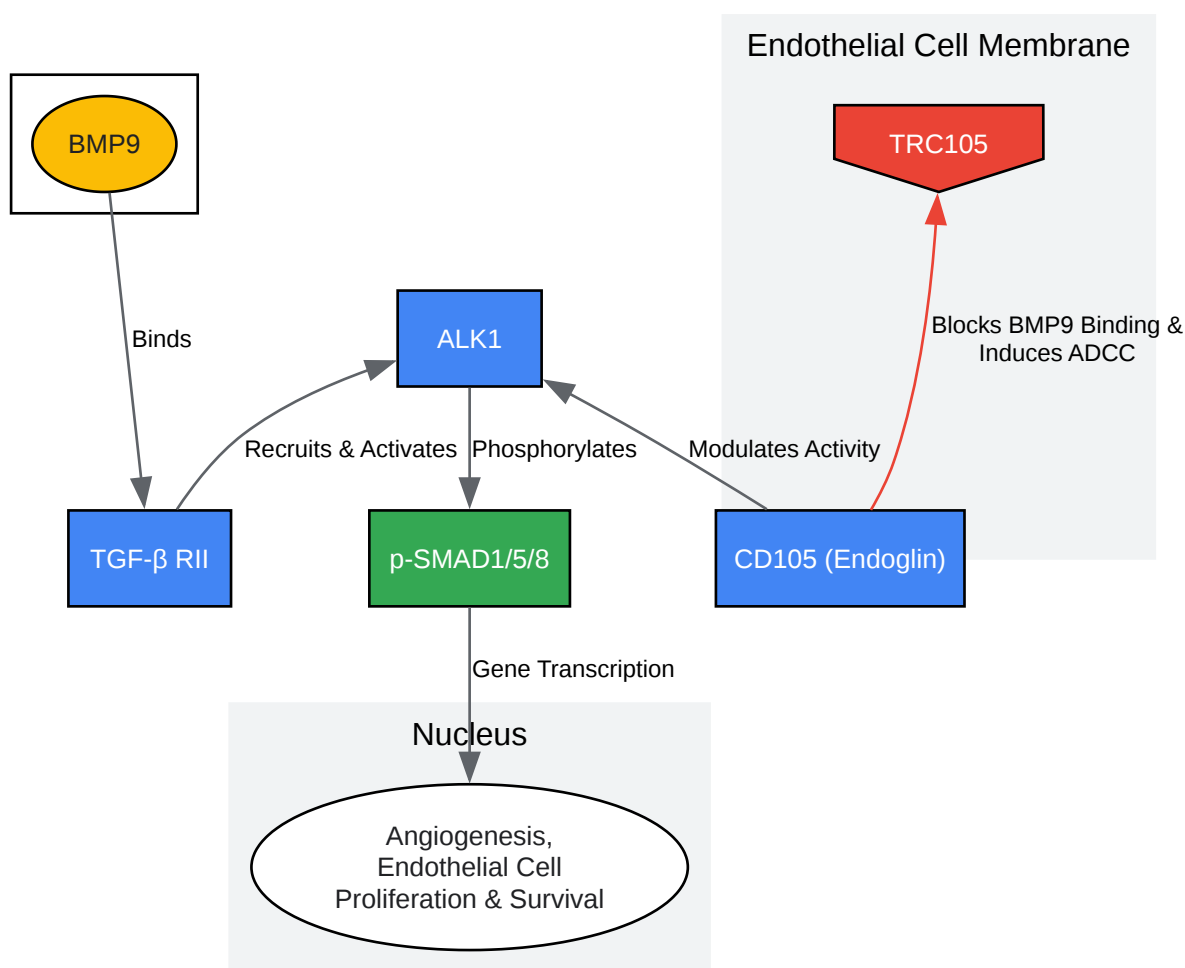 Endothelial Cell Membrane
BMP9
TRC105
Binds
ALK1
Blocks BMP9 Binding &
Induces ADCC
Recruits & Activates
Phosphorylates
Modulates Activity
TGF-β RII
p-SMAD1/5/8
CD105 (Endoglin)
Gene Transcription
Nucleus
Angiogenesis,
Endothelial Cell
Proliferation & Survival